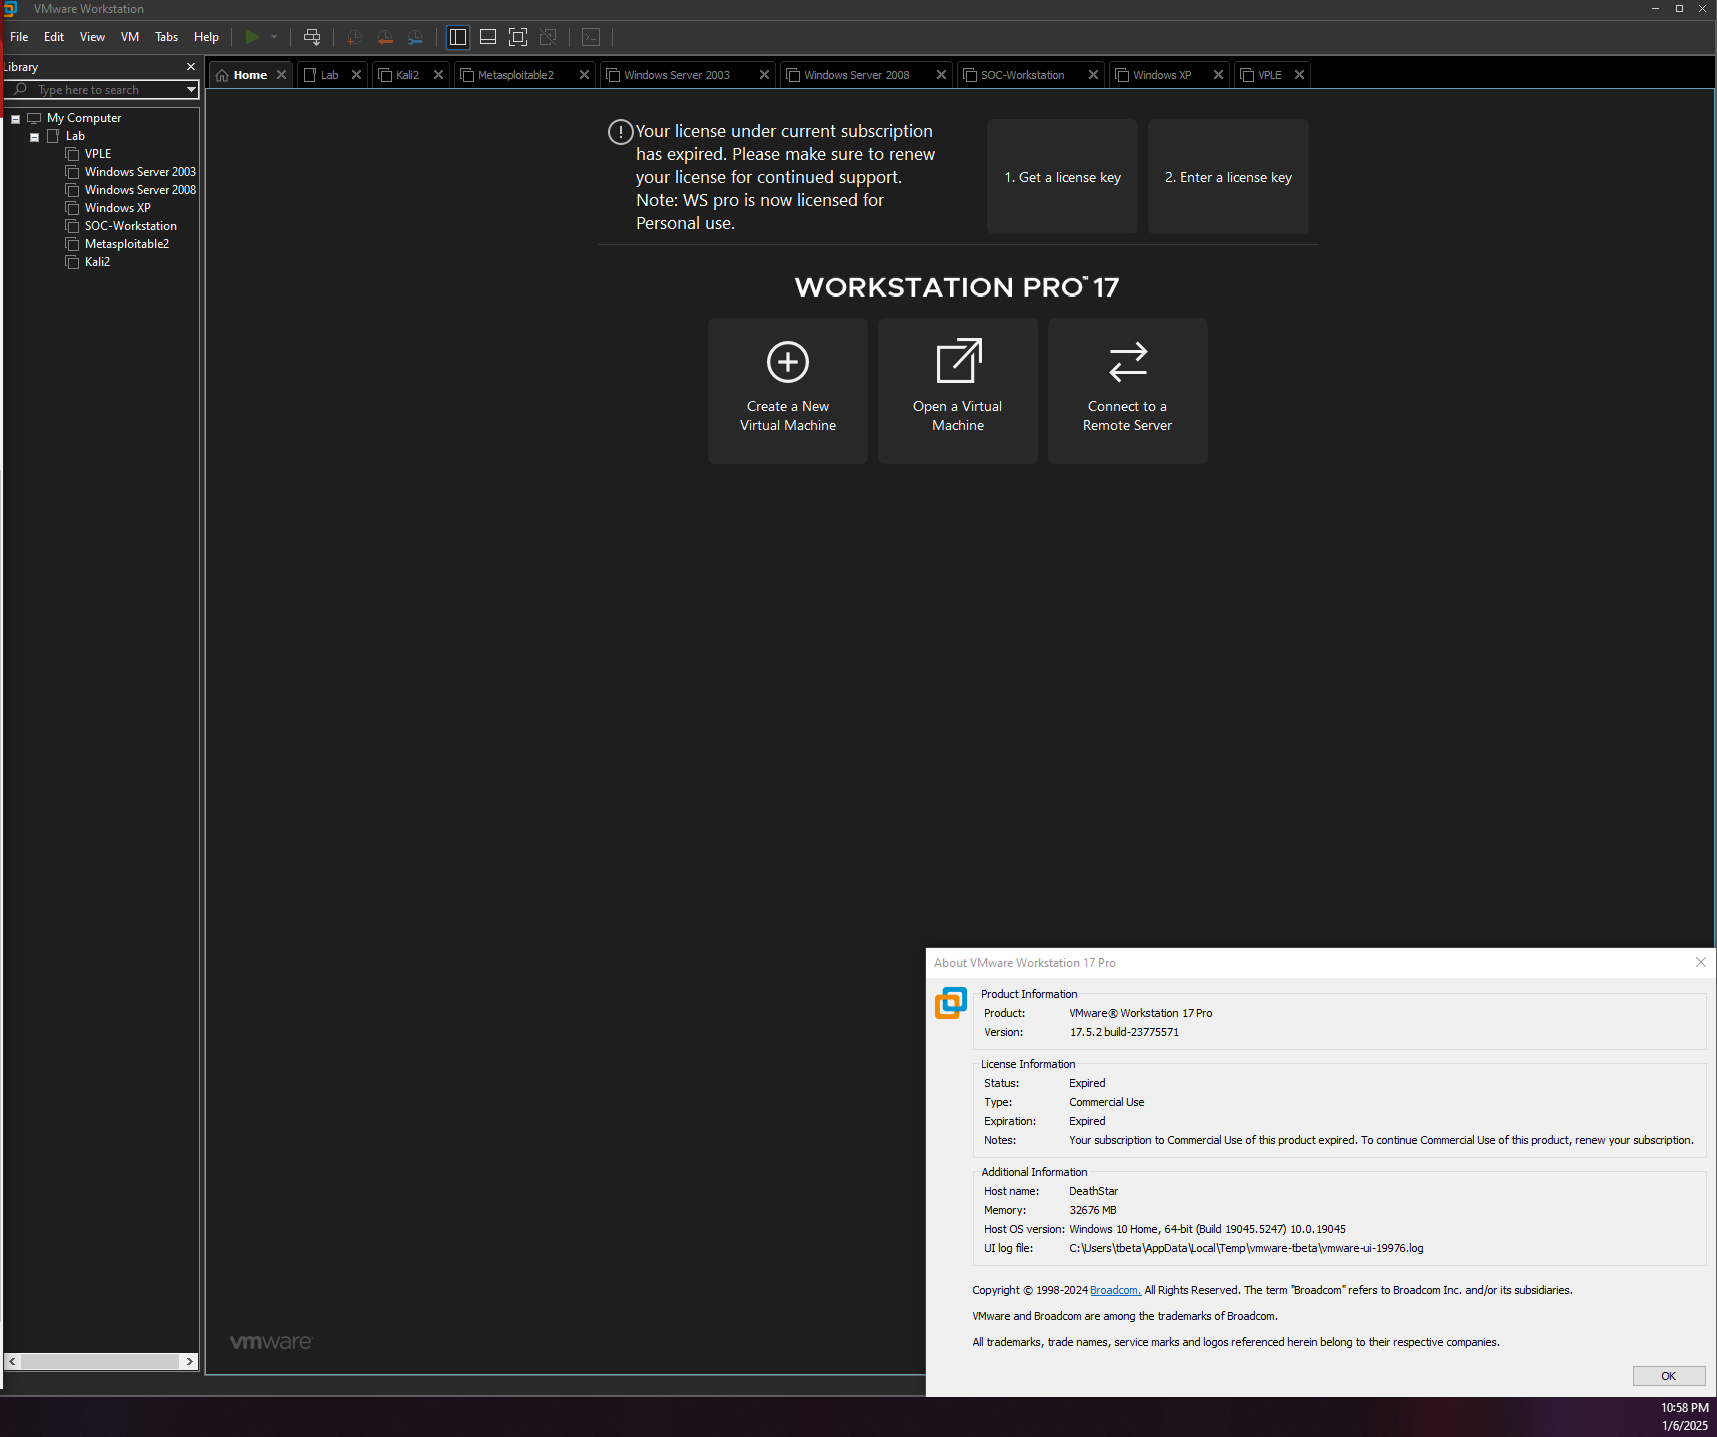 VMware Workstation
File Edit View VM Tabs Help
Library
Type here to search
Home
Lab
Kali2
Metasploitable2
Windows Server 2003
Windows Server 2008
SOC-Workstation
Windows XP
VPLE
My Computer
Lab
VPLE
Windows Server 2003
Windows Server 2008
Windows XP
SOC-Workstation
Metasploitable2
Kali2
Your license under current subscription
has expired. Please make sure to renew
your license for continued support.
Note: WS pro is now licensed for
Personal use.
1. Get a license key
2. Enter a license key
WORKSTATION PRO™ 17
Create a New
Virtual Machine
Open a Virtual
Machine
Connect to a
Remote Server
vmware®
About VMware Workstation 17 Pro
Product Information
Product: VMware® Workstation 17 Pro
Version: 17.5.2 build-23775571
License Information
Status: Expired
Type: Commercial Use
Expiration: Expired
Notes: Your subscription to Commercial Use of this product expired. To continue Commercial Use of this product, renew your subscription.
Additional Information
Host name: DeathStar
Memory: 32676 MB
Host OS version: Windows 10 Home, 64-bit (Build 19045.5247) 10.0.19045
UI log file: C:\Users\tbeta\AppData\Local\Temp\vmware-tbeta\vmware-ui-19976.log
Copyright © 1998-2024 Broadcom. All Rights Reserved. The term "Broadcom" refers to Broadcom Inc. and/or its subsidiaries.
VMware and Broadcom are among the trademarks of Broadcom.
All trademarks, trade names, service marks and logos referenced herein belong to their respective companies.
OK
10:58 PM
1/6/2025